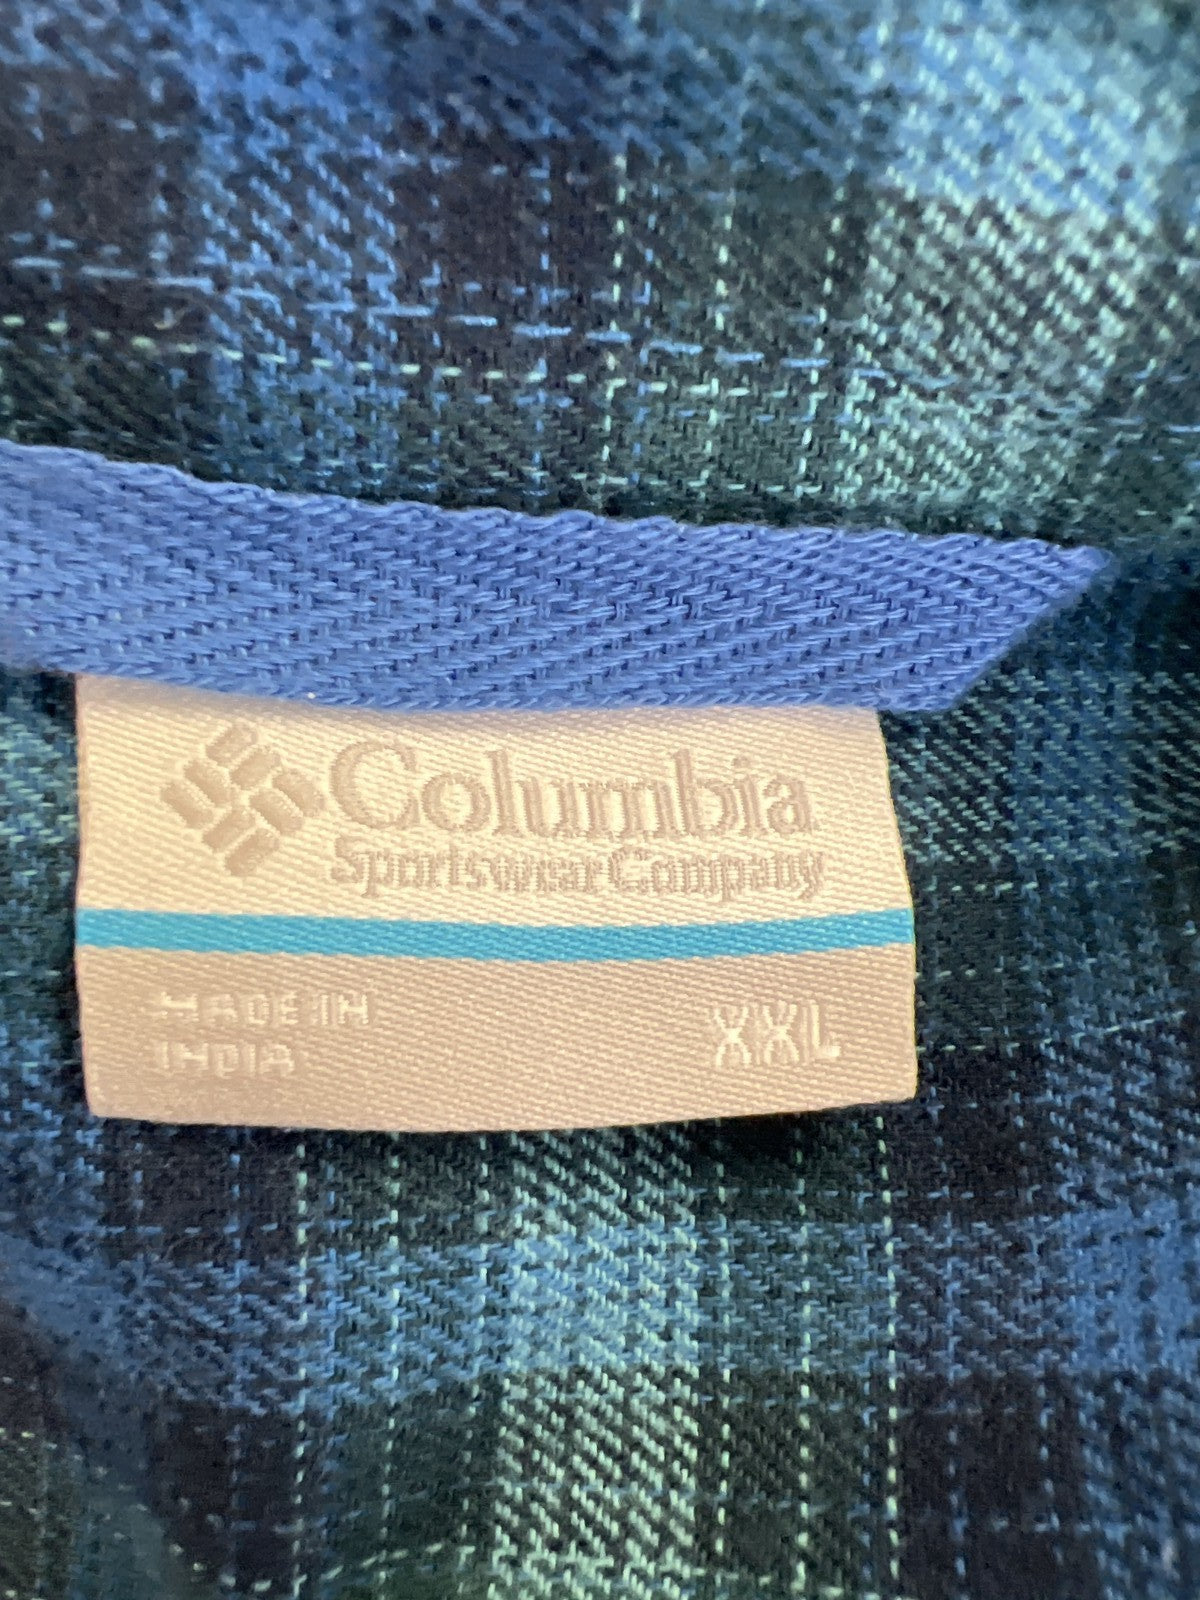 Columbia
Sportswear Company
MADE IN
INDIA
XXL